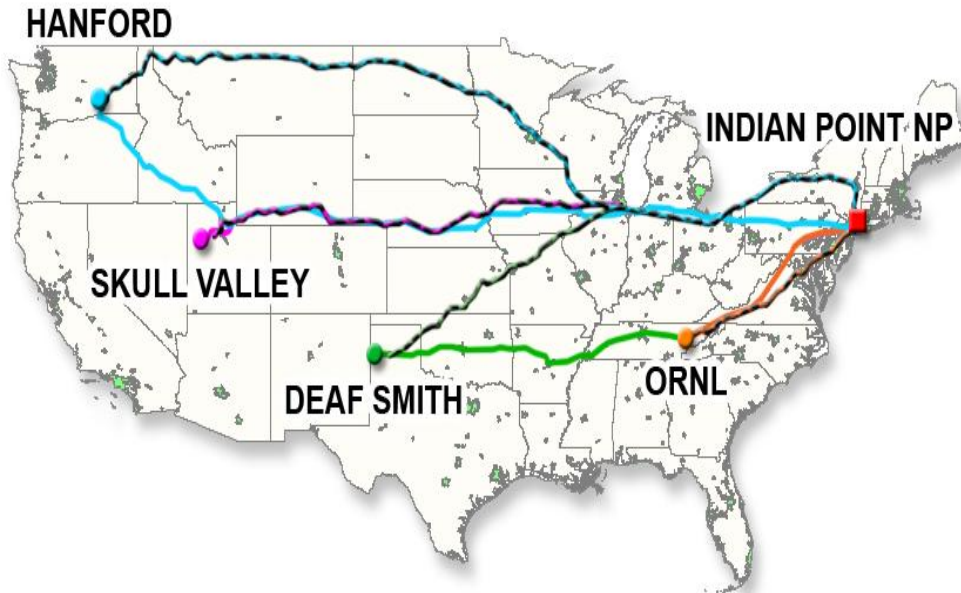 HANFORD
INDIAN POINT NP
SKULL VALLEY
DEAF SMITH
ORNL